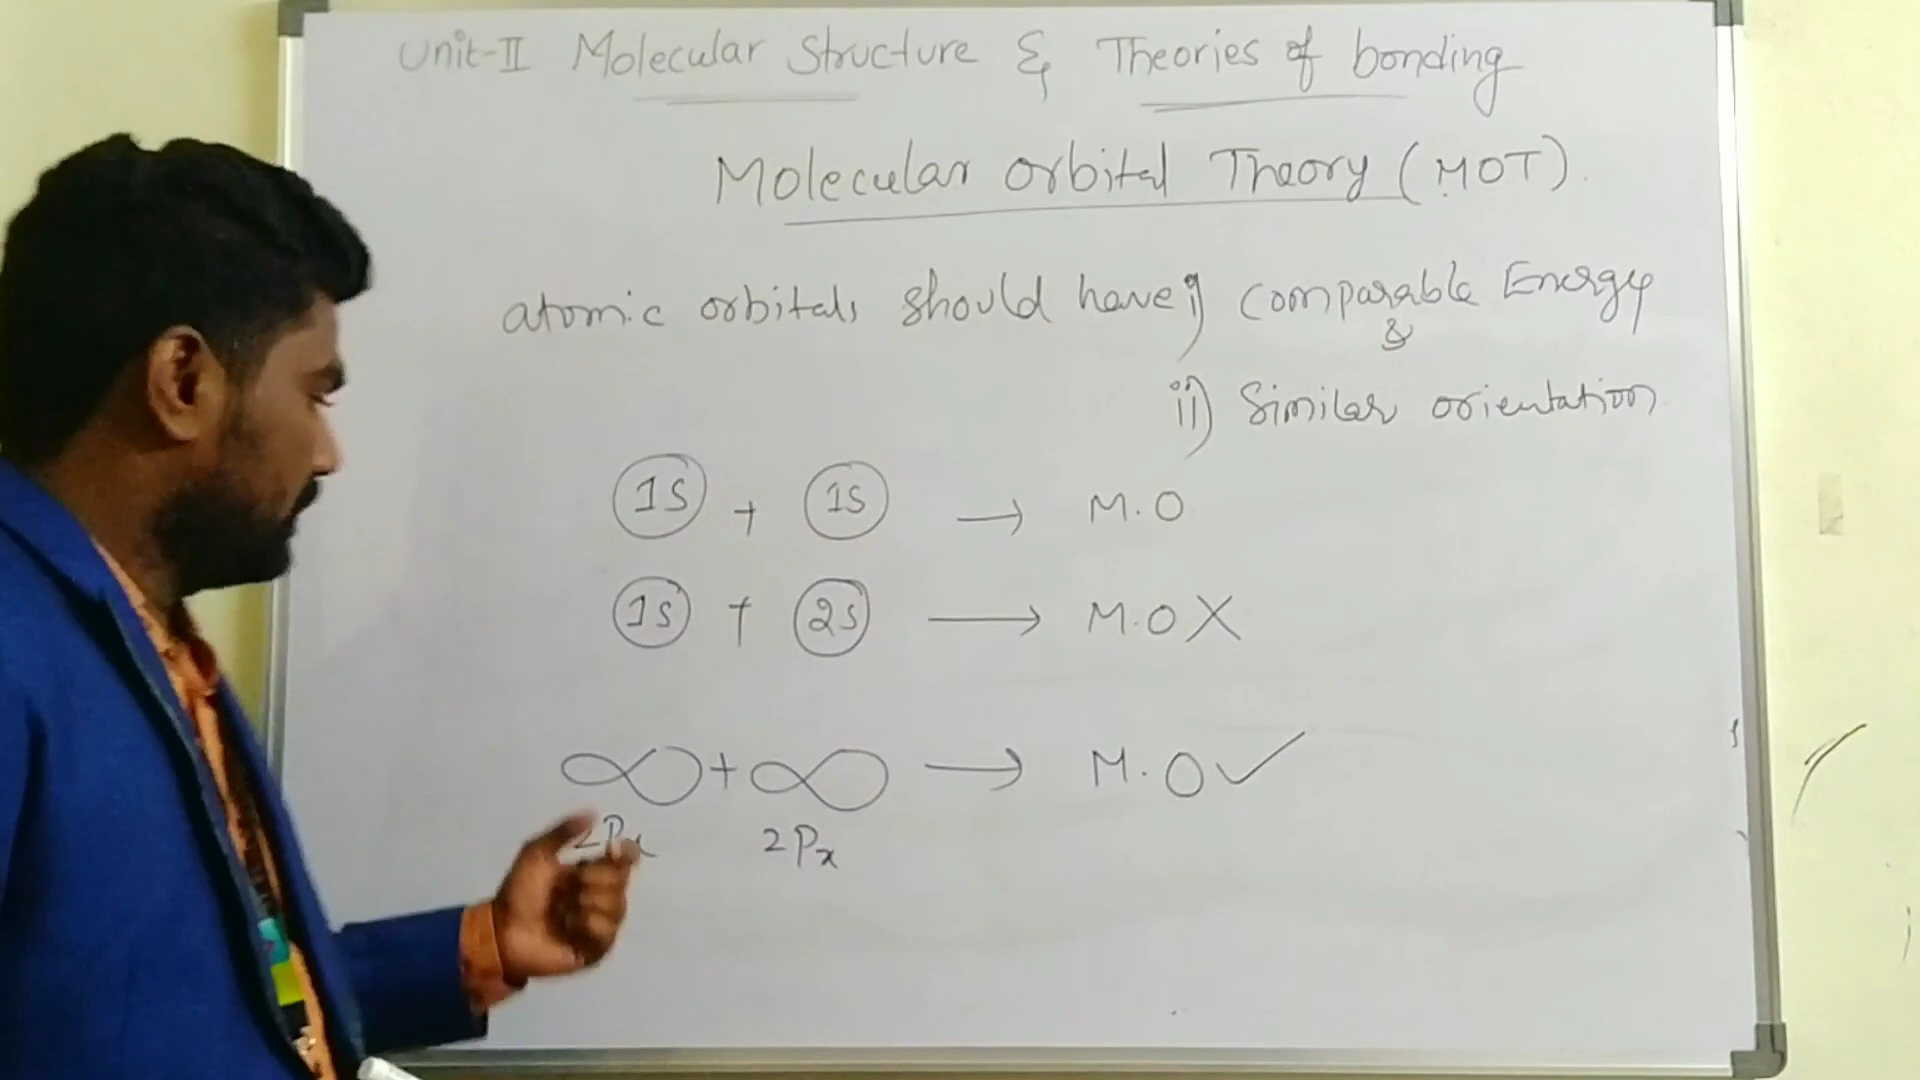 Unit-II Molecular Structure & Theories of bonding
Molecular orbital Theory (MOT).
atomic orbitals should have i) Comparable Energy
&
ii) Similar orientation
1S + 1S → M.O
1S + 2S → M.O X
+ → M.O ✓
2Px 2Px